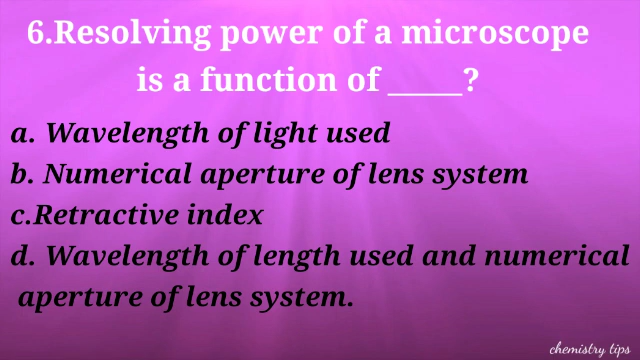 6.Resolving power of a microscope
is a function of _____?
a. Wavelength of light used
b. Numerical aperture of lens system
c.Retractive index
d. Wavelength of length used and numerical
aperture of lens system.
chemistry tips